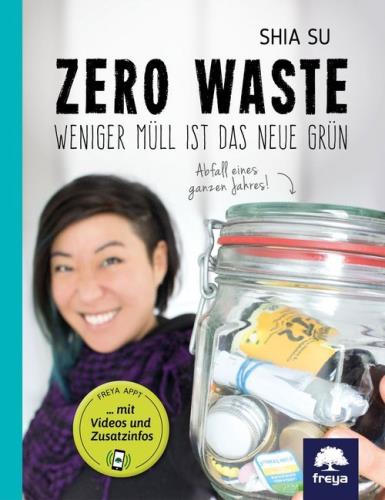 SHIA SU
ZERO WASTE
WENIGER MÜLL IST DAS NEUE GRÜN
Abfall eines
ganzen Jahres!
FREYA APPT
... mit
Videos und
Zusatzinfos
freya